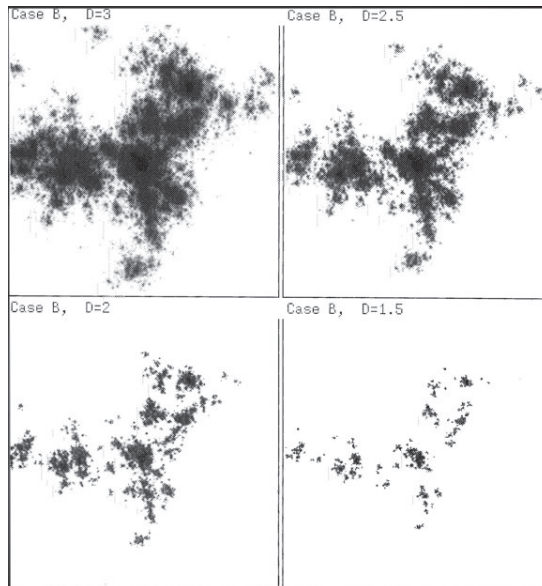 Case B, D=3
Case B, D=2.5
Case B, D=2
Case B, D=1.5